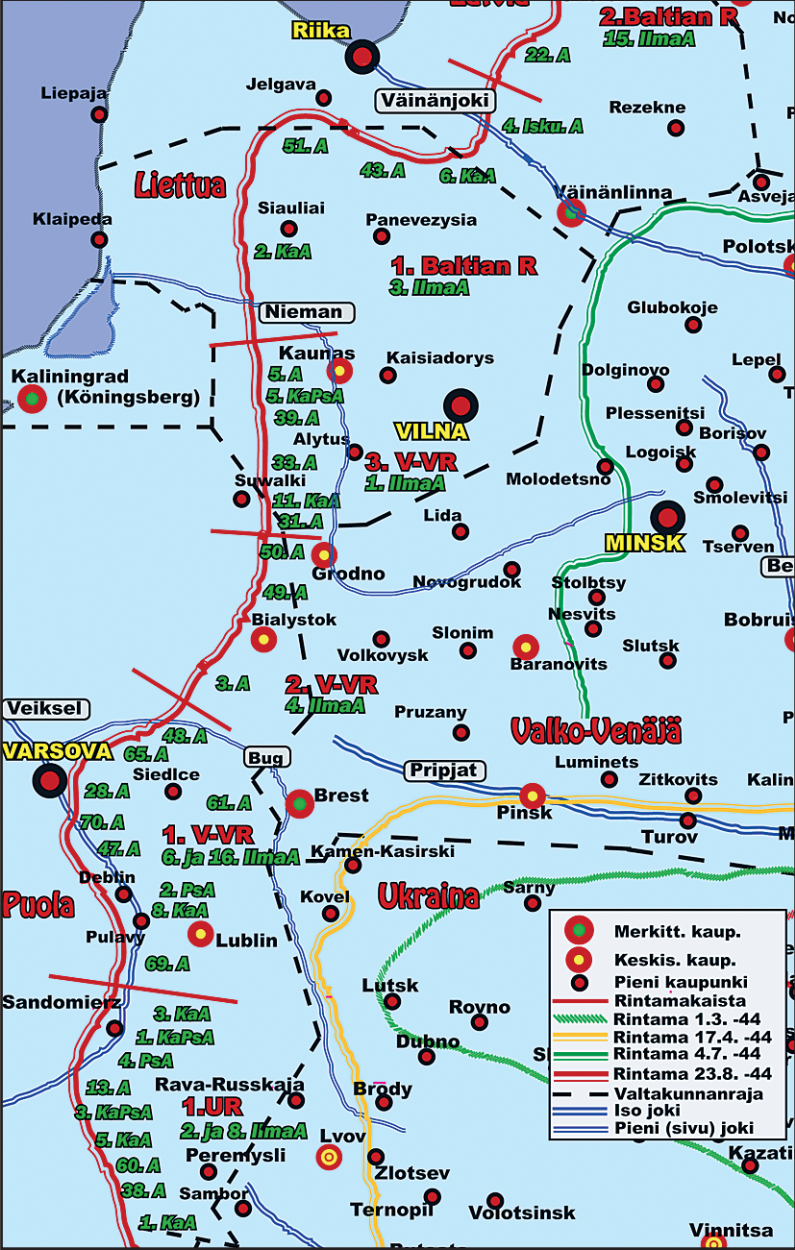 2.Baltian R
15. IlmaA
Riika
22. A
Jelgava
Liepaja
Väinänjoki
Rezekne
4. Isku. A
51. A
43. A
6. KaA
Liettua
Väinänlinna
Asveja
Siauliai
Klaipeda
Panevezysia
2. KaA
Polotsk
1. Baltian R
3. IlmaA
Nieman
Glubokoje
Kaunas
Kaisiadorys
Lepel
Kaliningrad
(Köningsberg)
5. A
Dolginovo
5. KaPsA
39. A
Plessenitsi
VILNA
Borisov
Alytus
Logoisk
33. A
3. V-VR
1. IlmaA
Suwalki
Molodetsno
11. KaA
Smolevitsi
31. A
Lida
MINSK
Tserven
50. A
Grodno
Novogrudok
Stolbtsy
49. A
Nesvits
Bialystok
Bobruis
Slonim
Slutsk
Volkovysk
Baranovits
3. A
2. V-VR
4. IlmaA
Veiksel
Pruzany
Valko-Venäjä
48. A
VARSOVA
65. A
Bug
Luminets
Siedlce
Pripjat
Zitkovits
Kalin
28. A
61. A
Brest
Pinsk
70. A
1. V-VR
Turov
47. A
6. ja 16. IlmaA
Kamen-Kasirski
Deblin
2. PsA
Sarny
Puola
8. KaA
Kovel
Ukraina
Pulavy
Lublin
69. A
Merkitt. kaup.
Keskis. kaup.
Pieni kaupunki
Rintamakaista
Rintama 1.3. -44
Rintama 17.4. -44
Rintama 4.7. -44
Rintama 23.8. -44
Valtakunnanraja
Iso joki
Pieni (sivu) joki
Lutsk
Sandomierz
Rovno
3. KaA
1. KaPsA
Dubno
4. PsA
13. A
Rava-Russkaja
Brody
3. KaPsA
1.UR
2. ja 8. IlmaA
5. KaA
Lvov
Peremysli
Kazati
60. A
Zlotsev
38. A
Sambor
Ternopil
Volotsinsk
1. KaA
Vinnitsa